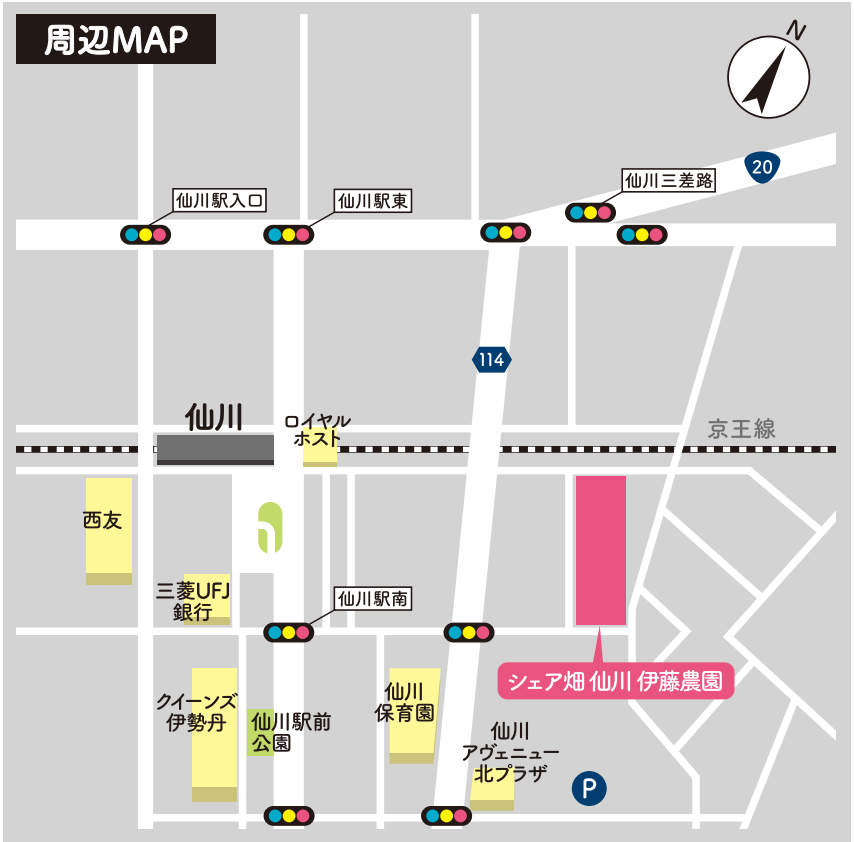 周辺MAP
N
20
仙川三差路
仙川駅入口
仙川駅東
114
仙川
ロイヤル
ホスト
京王線
西友
三菱UFJ
銀行
仙川駅南
シェア畑 仙川 伊藤農園
クイーンズ
伊勢丹
仙川駅前
公園
仙川
保育園
仙川
アヴェニュー
北プラザ
P